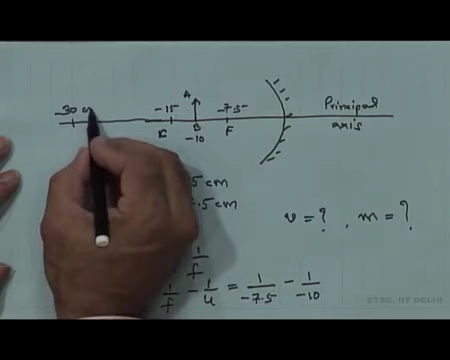 -30 c
-15
A
-7.5
Principal
C
B
F
axis
-10
5 cm
.5 cm
v = ? , m = ?
1/f
1/f - 1/u = 1/-7.5 - 1/-10
ETSC, IIT DELHI